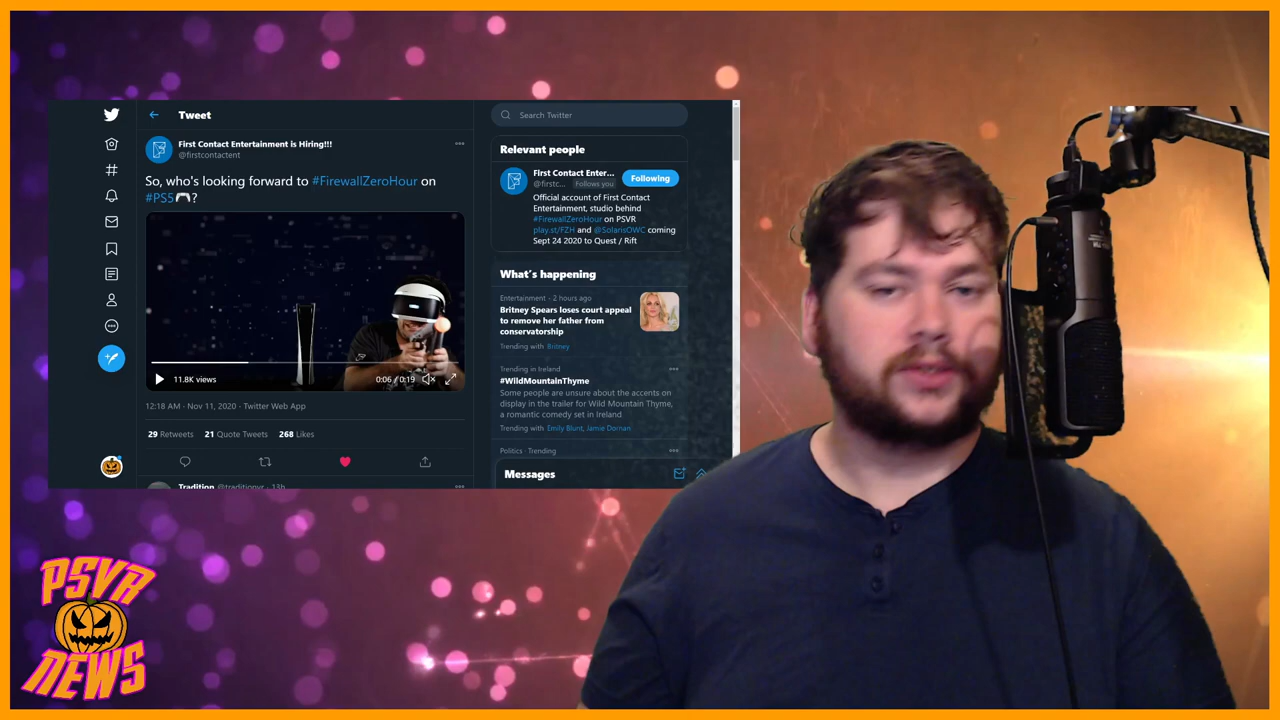 Tweet
First Contact Entertainment is Hiring!!!
@firstcontactent
So, who's looking forward to #FirewallZeroHour on
#PS5🎮?
11.8K views
0:06 / 0:19
12:18 AM · Nov 11, 2020 · Twitter Web App
29 Retweets 21 Quote Tweets 268 Likes
Tradition @traditionvr · 13h
Search Twitter
Relevant people
First Contact Enter...
@firstc... Follows you
Following
Official account of First Contact
Entertainment, studio behind
#FirewallZeroHour on PSVR
play.st/FZH and @SolarisOWC coming
Sept 24 2020 to Quest / Rift
What's happening
Entertainment · 2 hours ago
Britney Spears loses court appeal
to remove her father from
conservatorship
Trending with Britney
Trending in Ireland
#WildMountainThyme
Some people are unsure about the accents on
display in the trailer for Wild Mountain Thyme,
a romantic comedy set in Ireland
Trending with Emily Blunt, Jamie Dornan
Politics · Trending
Messages
PSVR
NEWS